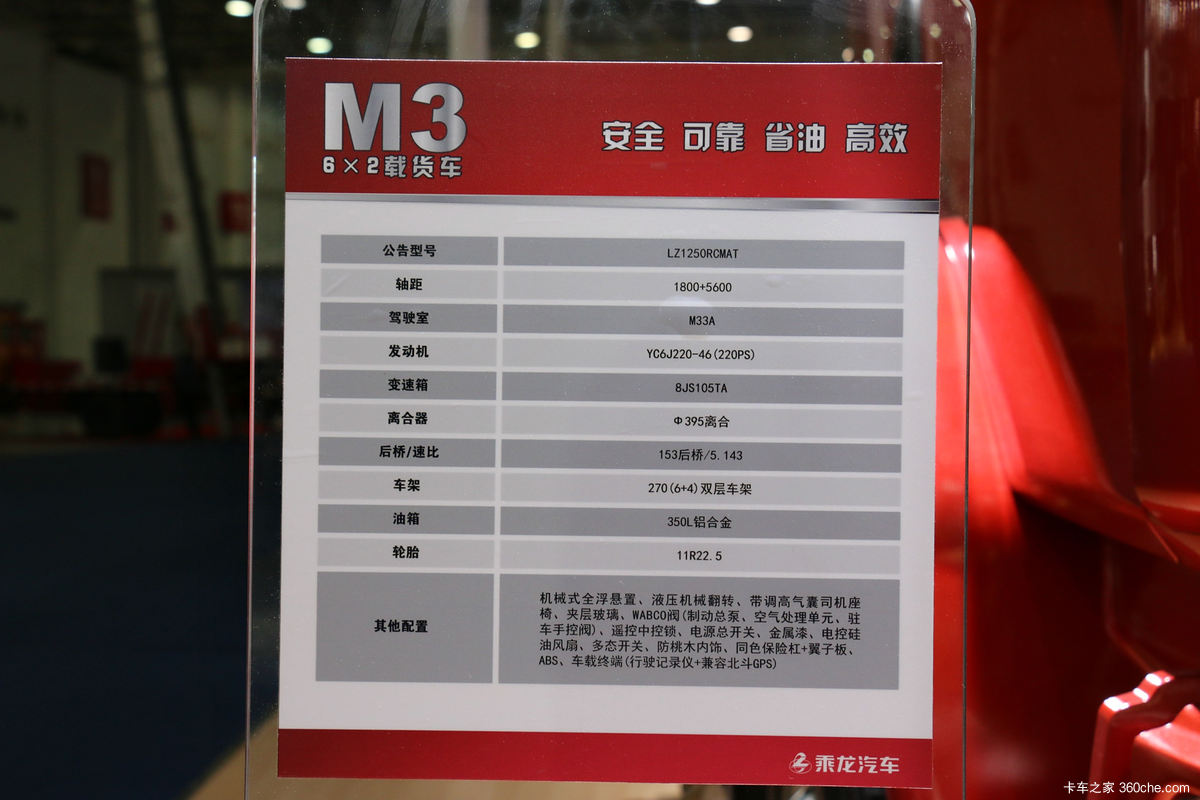 M3
6×2载货车
安全 可靠 省油 高效
公告型号 LZ1250RCMAT
轴距 1800+5600
驾驶室 M33A
发动机 YC6J220-46(220PS)
变速箱 8JS105TA
离合器 Φ395离合
后桥/速比 153后桥/5.143
车架 270(6+4)双层车架
油箱 350L铝合金
轮胎 11R22.5
其他配置
机械式全浮悬置、液压机械翻转、带调高气囊司机座
椅、夹层玻璃、WABCO阀(制动总泵、空气处理单元、驻
车手控阀)、遥控中控锁、电源总开关、金属漆、电控硅
油风扇、多态开关、防桃木内饰、同色保险杠+翼子板、
ABS、车载终端(行驶记录仪+兼容北斗GPS)
乘龙汽车
卡车之家 360che.com